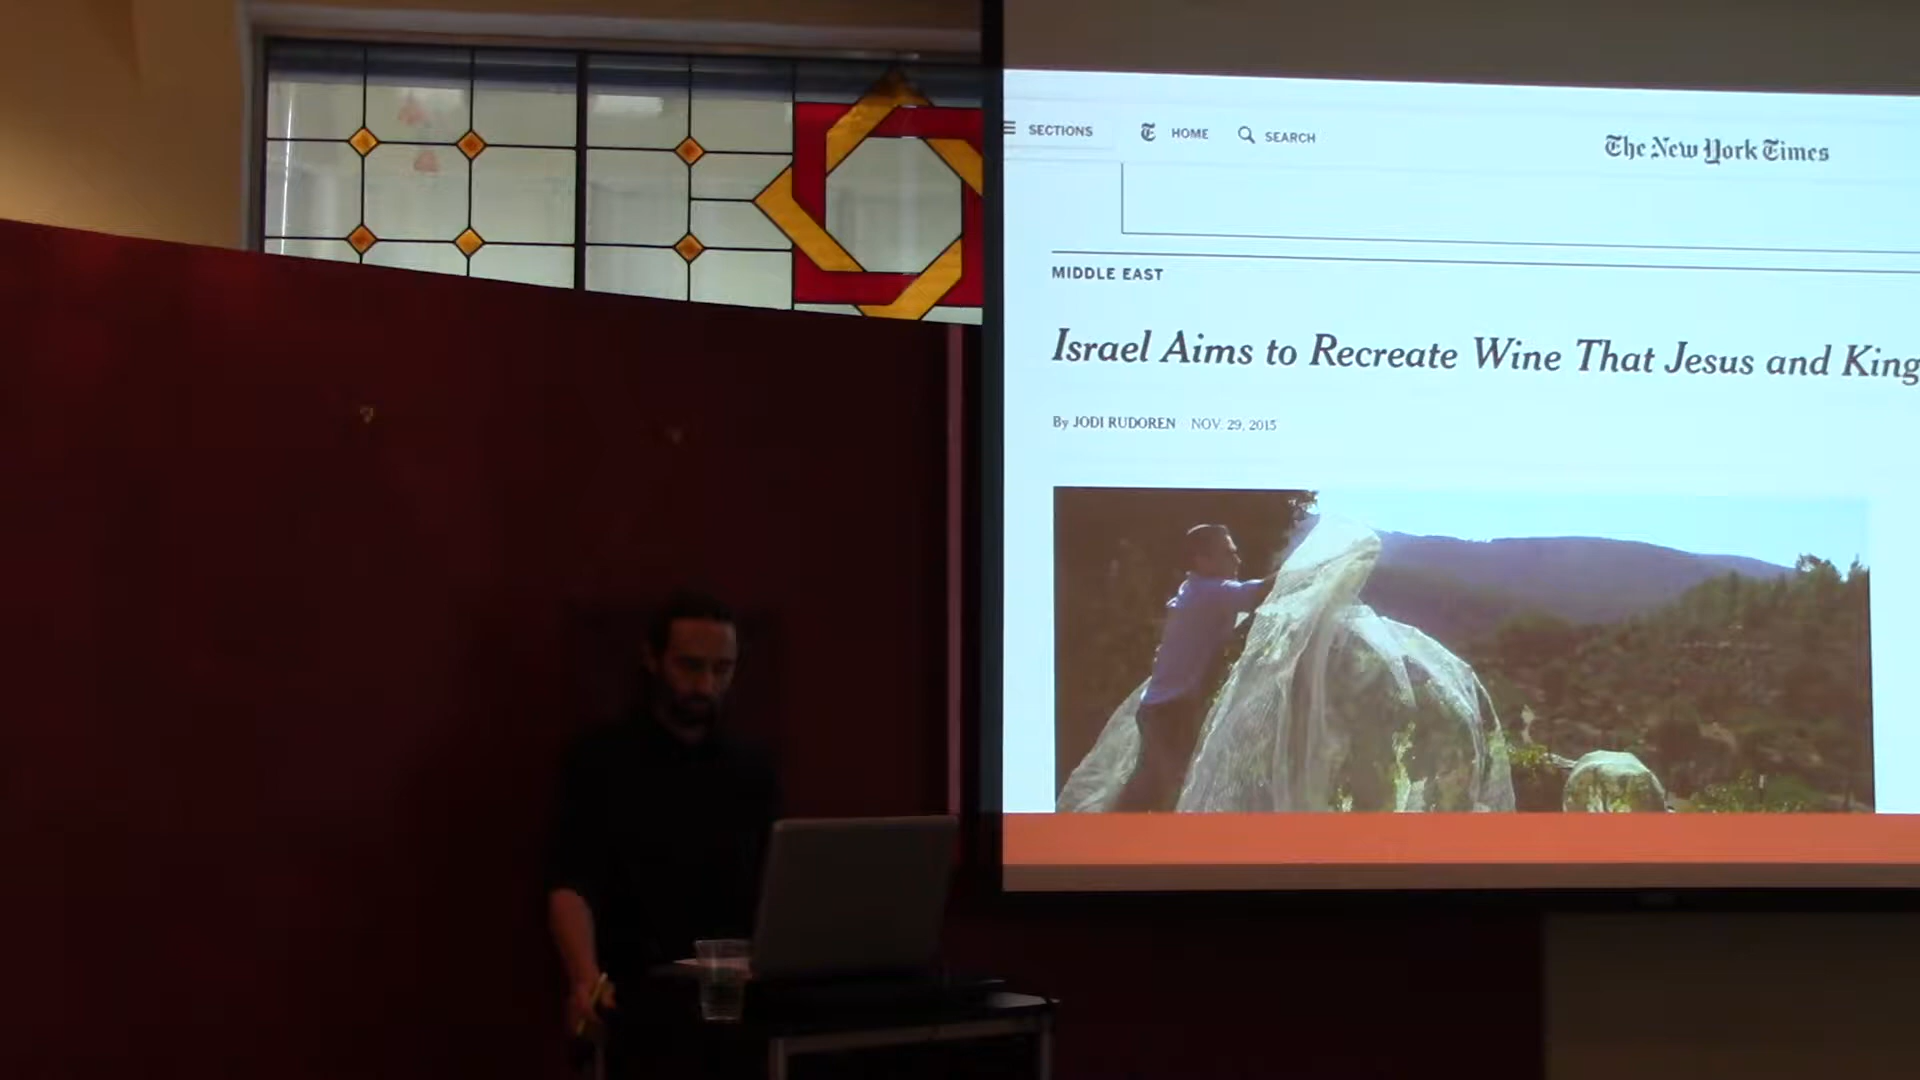 SECTIONS HOME SEARCH The New York Times
MIDDLE EAST
Israel Aims to Recreate Wine That Jesus and King
By JODI RUDOREN NOV. 29, 2015